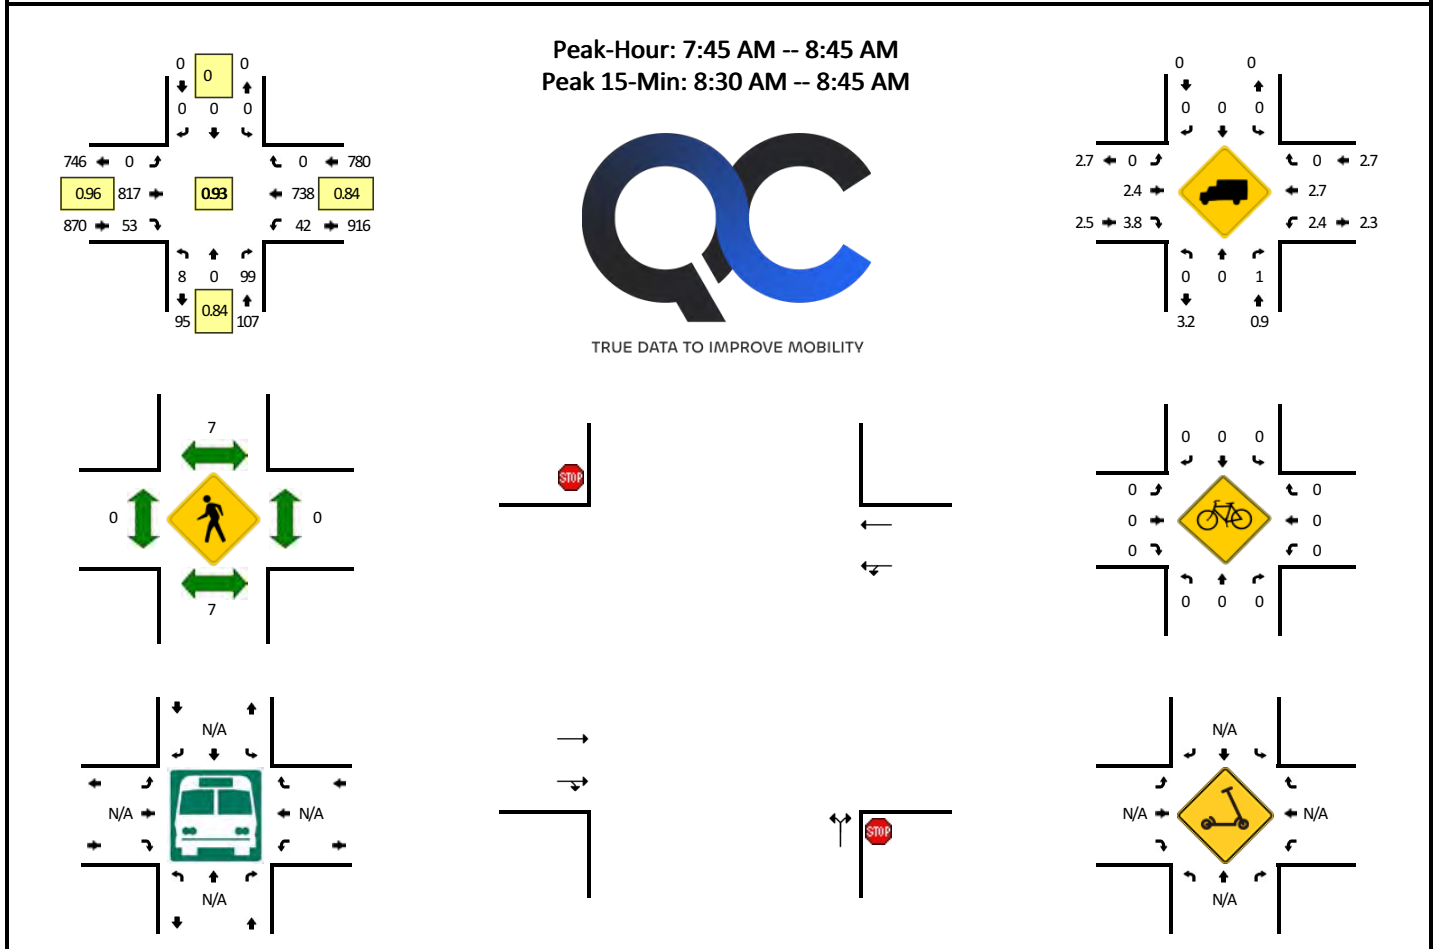 Peak-Hour: 7:45 AM -- 8:45 AM
Peak 15-Min: 8:30 AM -- 8:45 AM
0 0 0
0 0 0
746 0 0 780
0.96 817 0.93 738 0.84
870 53 42 916
8 0 99
95 0.84 107
TRUE DATA TO IMPROVE MOBILITY
0 0
0 0 0
2.7 0 0 2.7
2.4 2.7
2.5 3.8 2.4 2.3
0 0 1
3.2 0.9
7
0 0
7
STOP
STOP
0 0 0
0 0
0 0
0 0
0 0 0
N/A
N/A N/A
N/A
N/A
N/A N/A
N/A